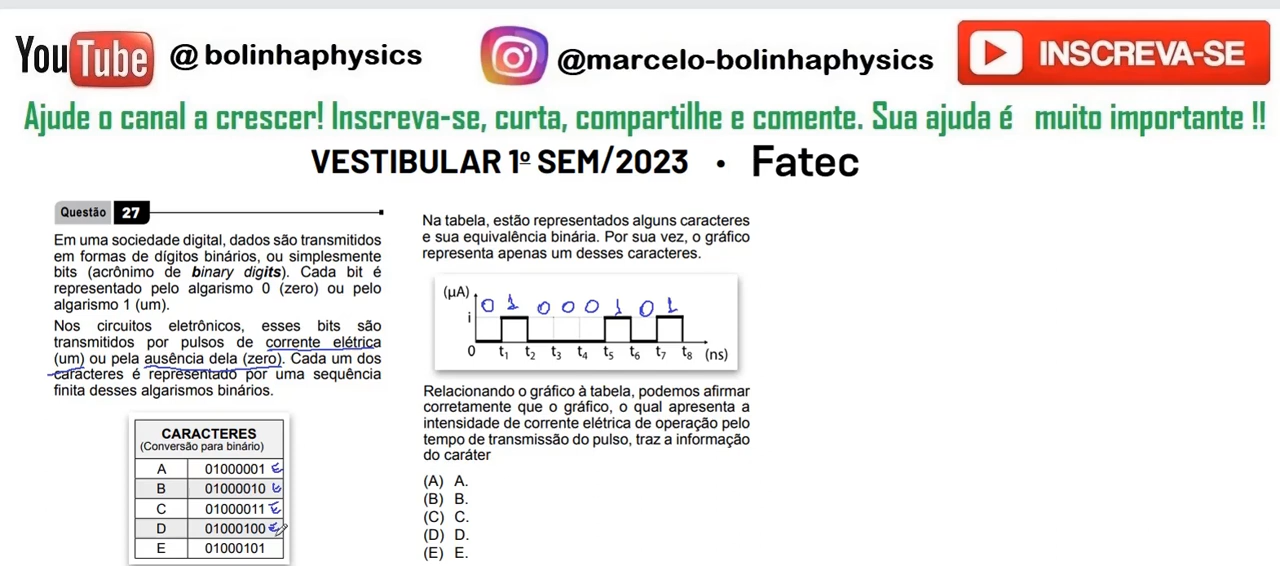 YouTube @bolinhaphysics @marcelo-bolinhaphysics INSCREVA-SE
Ajude o canal a crescer! Inscreva-se, curta, compartilhe e comente. Sua ajuda é muito importante !!
VESTIBULAR 1º SEM/2023 • Fatec
Questão 27
Em uma sociedade digital, dados são transmitidos
em formas de dígitos binários, ou simplesmente
bits (acrônimo de binary digits). Cada bit é
representado pelo algarismo 0 (zero) ou pelo
algarismo 1 (um).
Nos circuitos eletrônicos, esses bits são
transmitidos por pulsos de corrente elétrica
(um) ou pela ausência dela (zero). Cada um dos
caracteres é representado por uma sequência
finita desses algarismos binários.
CARACTERES
(Conversão para binário)
A 01000001 E
B 01000010 E
C 01000011 E
D 01000100 E
E 01000101
Na tabela, estão representados alguns caracteres
e sua equivalência binária. Por sua vez, o gráfico
representa apenas um desses caracteres.
(µA)
0 1 0 0 0 1 0 1
i
0 t1 t2 t3 t4 t5 t6 t7 t8 (ns)
Relacionando o gráfico à tabela, podemos afirmar
corretamente que o gráfico, o qual apresenta a
intensidade de corrente elétrica de operação pelo
tempo de transmissão do pulso, traz a informação
do caráter
(A) A.
(B) B.
(C) C.
(D) D.
(E) E.